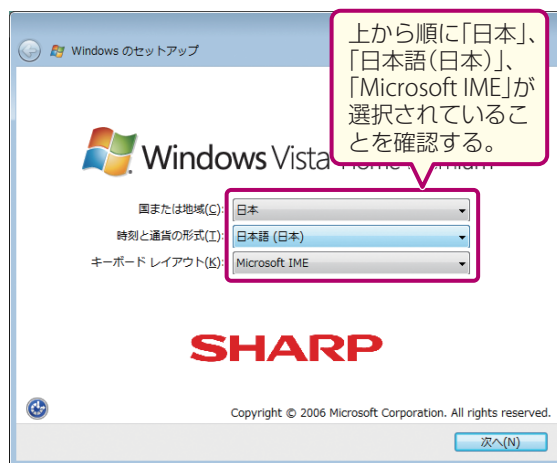 Windows のセットアップ
上から順に「日本」、
「日本語（日本）」、
「Microsoft IME」が
選択されているこ
とを確認する。
Windows Vista
国または地域(C): 日本
時刻と通貨の形式(T): 日本語 (日本)
キーボード レイアウト(K): Microsoft IME
SHARP
Copyright © 2006 Microsoft Corporation. All rights reserved.
次へ(N)